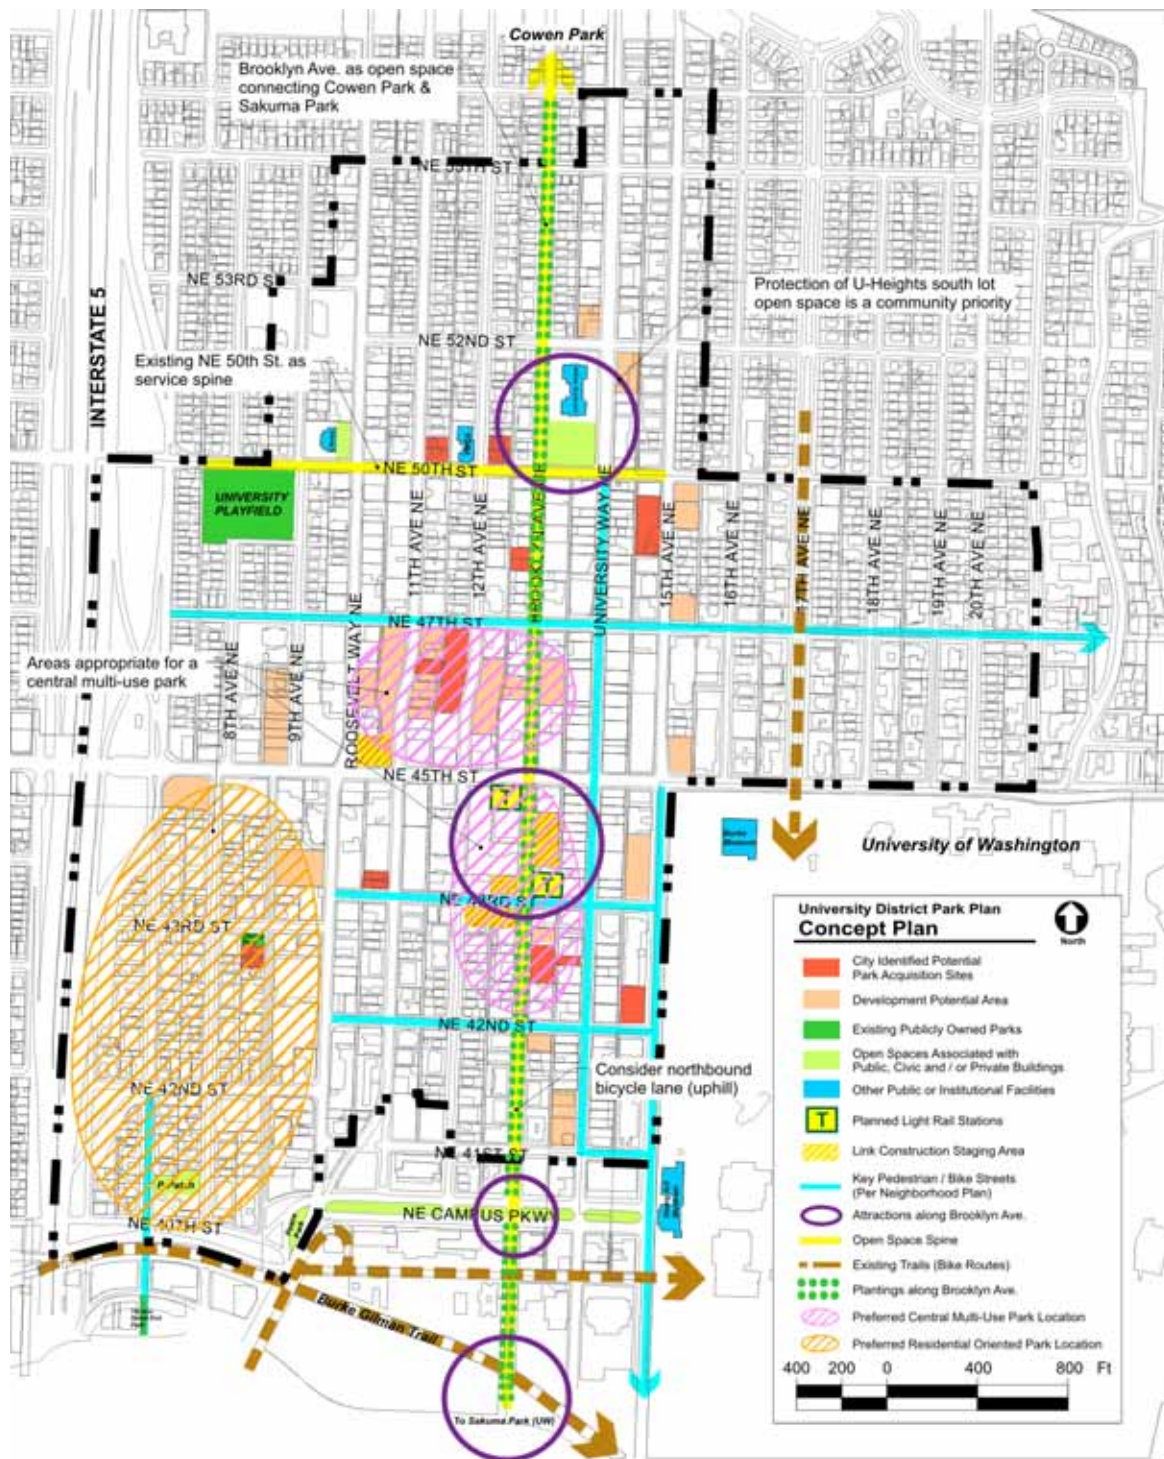 Cowen Park
Brooklyn Ave. as open space
connecting Cowen Park &
Sakuma Park
NE 55TH ST
NE 53RD S
Protection of U-Heights south lot
open space is a community priority
INTERSTATE 5
NE 52ND ST
Existing NE 50th St. as
service spine
NE 50TH ST
UNIVERSITY
PLAYFIELD
11TH AVE NE
12TH AVE NE
BROOKLYN AVE NE
UNIVERSITY WAY NE
15TH AVE NE
16TH AVE NE
17TH AVE NE
18TH AVE NE
19TH AVE NE
20TH AVE NE
NE 47TH ST
Areas appropriate for a
central multi-use park
8TH AVE NE
9TH AVE NE
ROOSEVELT WAY NE
NE 45TH ST
T
Burke
Museum
University of Washington
T
NE 43RD ST
NE 43RD ST
NE 42ND ST
Consider northbound
bicycle lane (uphill)
NE 42ND ST
NE 41ST ST
P-Patch
NE CAMPUS PKWY
NE 40TH ST
Burke Gilman Trail
To Sakuma Park (UW)
University District Park Plan
Concept Plan
North
City Identified Potential
Park Acquisition Sites
Development Potential Area
Existing Publicly Owned Parks
Open Spaces Associated with
Public, Civic and / or Private Buildings
Other Public or Institutional Facilities
T
Planned Light Rail Stations
Link Construction Staging Area
Key Pedestrian / Bike Streets
(Per Neighborhood Plan)
Attractions along Brooklyn Ave.
Open Space Spine
Existing Trails (Bike Routes)
Plantings along Brooklyn Ave.
Preferred Central Multi-Use Park Location
Preferred Residential Oriented Park Location
400 200 0 400 800 Ft